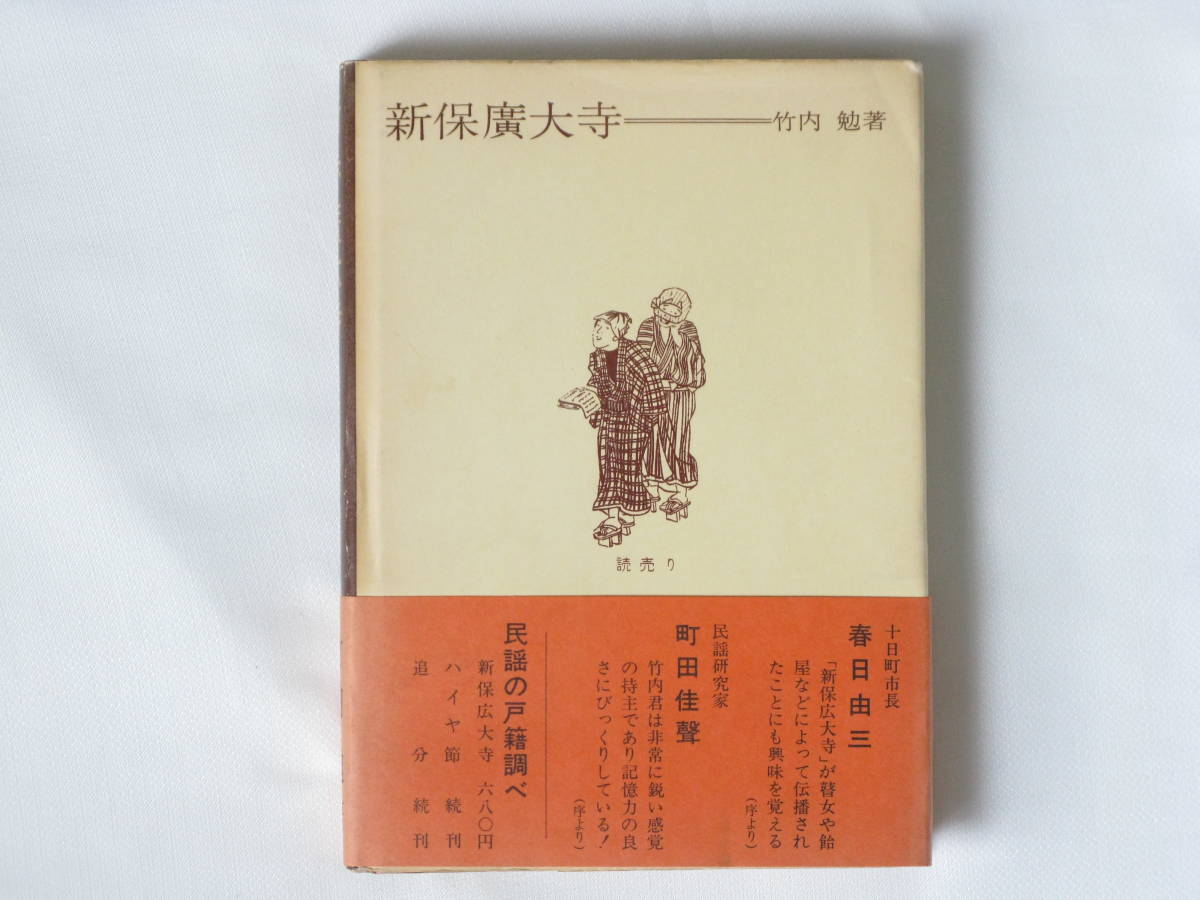 新保廣大寺━━━竹内 勉著
読売り
十日町市長
春日由三
「新保広大寺」が瞽女や飴
屋などによって伝播され
たことにも興味を覚える
(序より)
民謡研究家
町田佳聲
竹内君は非常に鋭い感覚
の持主であり記憶力の良
さにびっくりしている！
(序より)
民謡の戸籍調べ
新保広大寺 六八〇円
ハイヤ節 続刊
追分 続刊